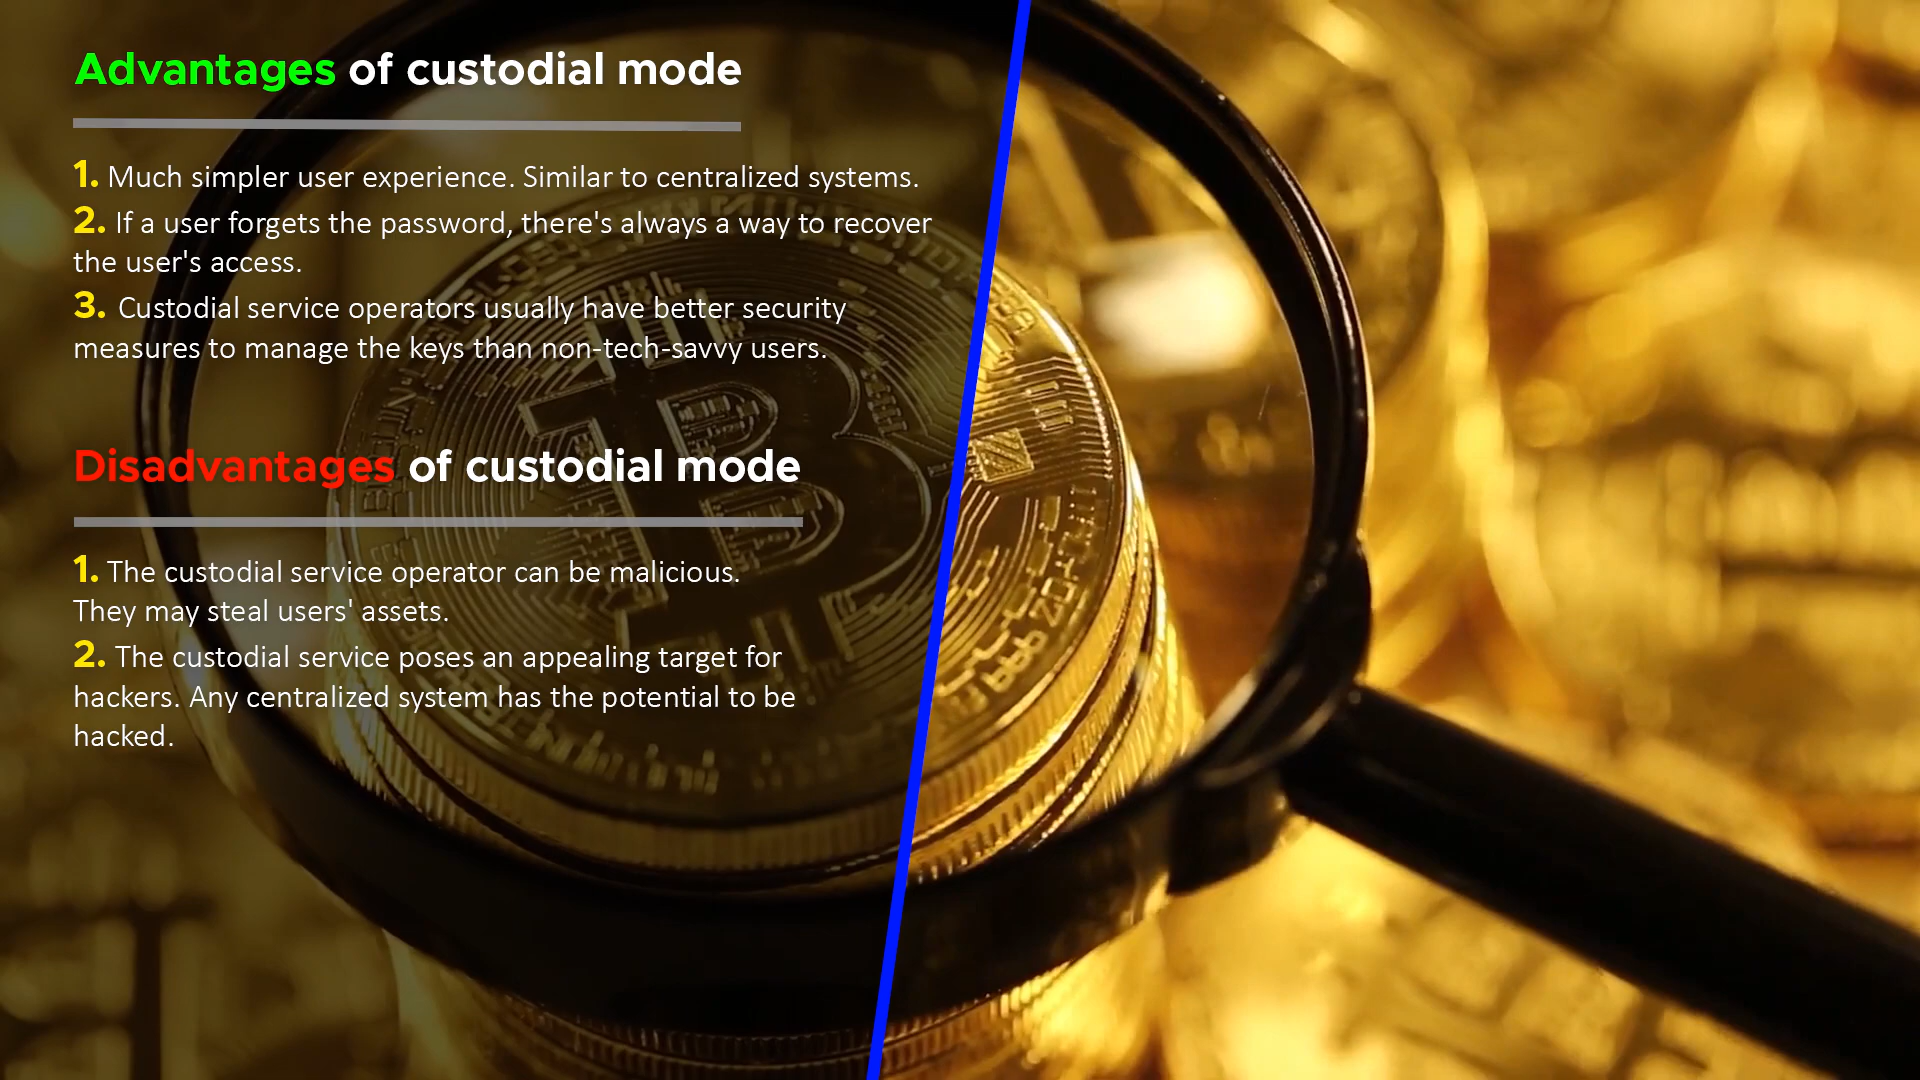 Advantages of custodial mode
1. Much simpler user experience. Similar to centralized systems.
2. If a user forgets the password, there's always a way to recover
the user's access.
3. Custodial service operators usually have better security
measures to manage the keys than non-tech-savvy users.
Disadvantages of custodial mode
1. The custodial service operator can be malicious.
They may steal users' assets.
2. The custodial service poses an appealing target for
hackers. Any centralized system has the potential to be
hacked.